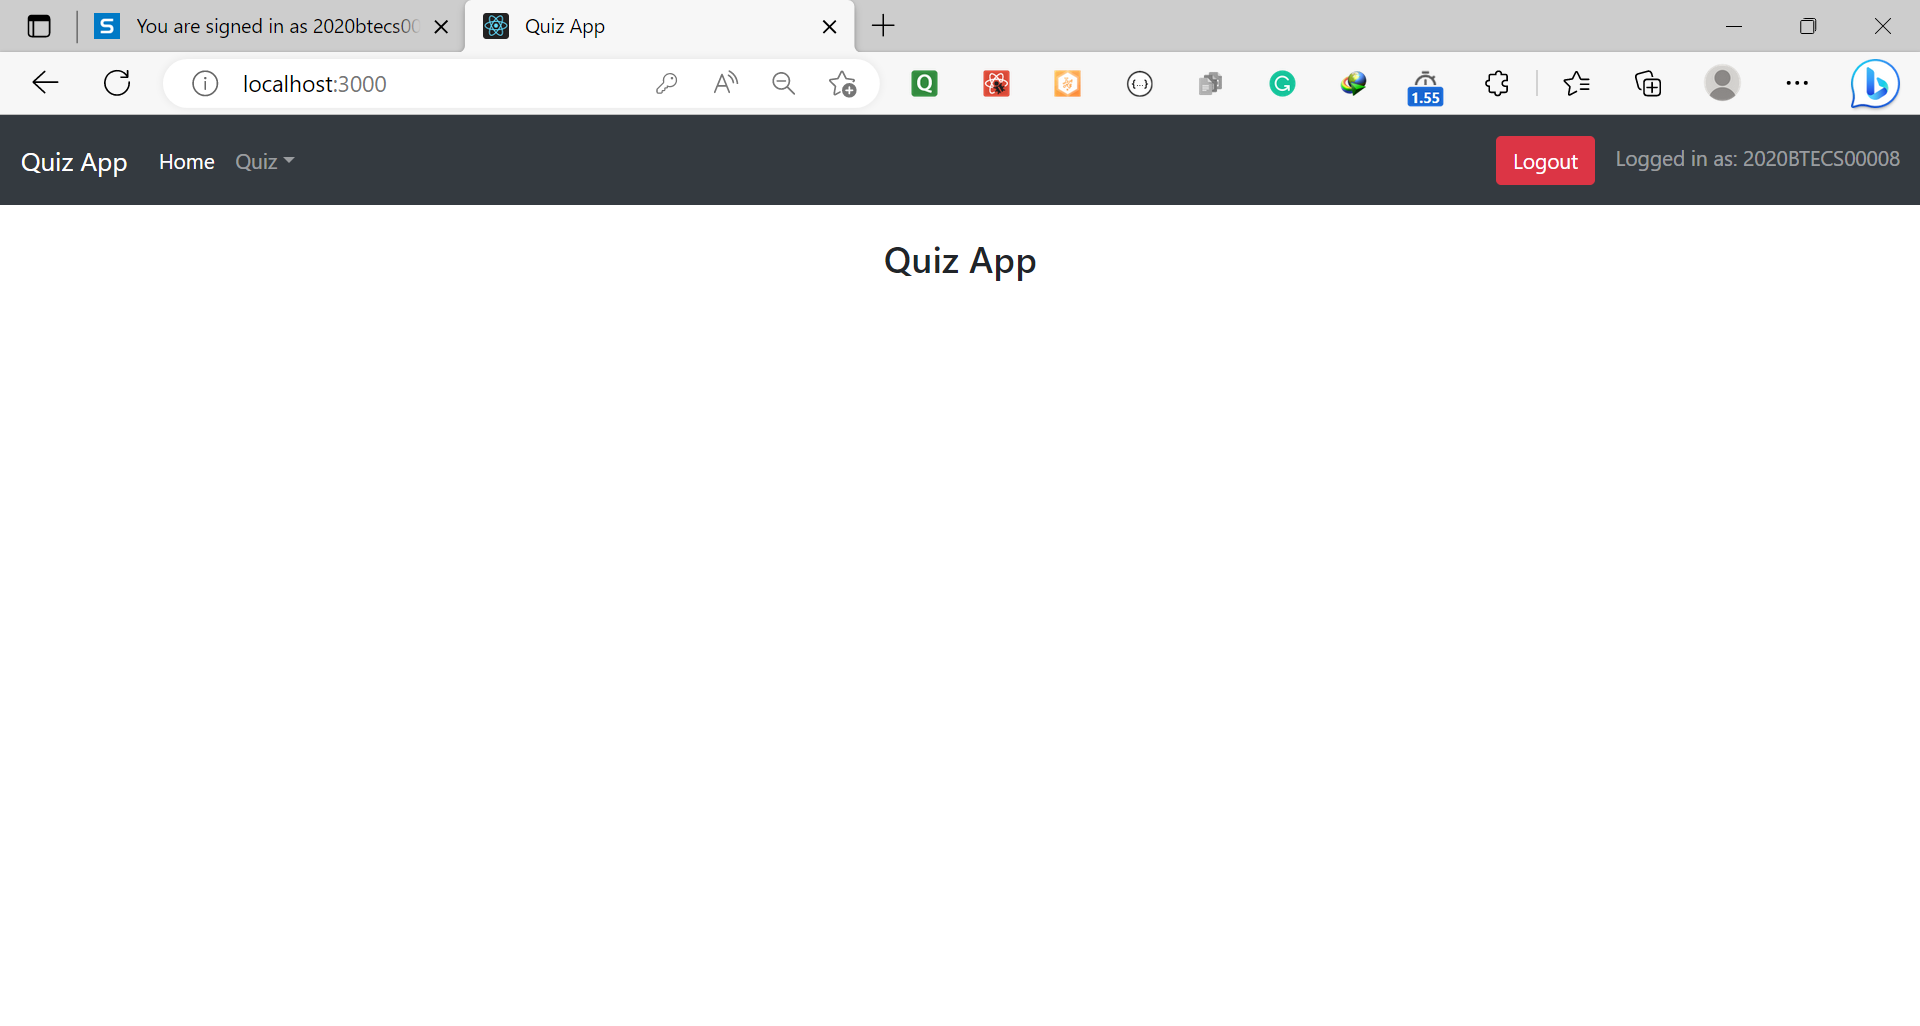 You are signed in as 2020btecs00
Quiz App
localhost:3000
1.55
Quiz App
Home
Quiz
Logout
Logged in as: 2020BTECS00008
Quiz App